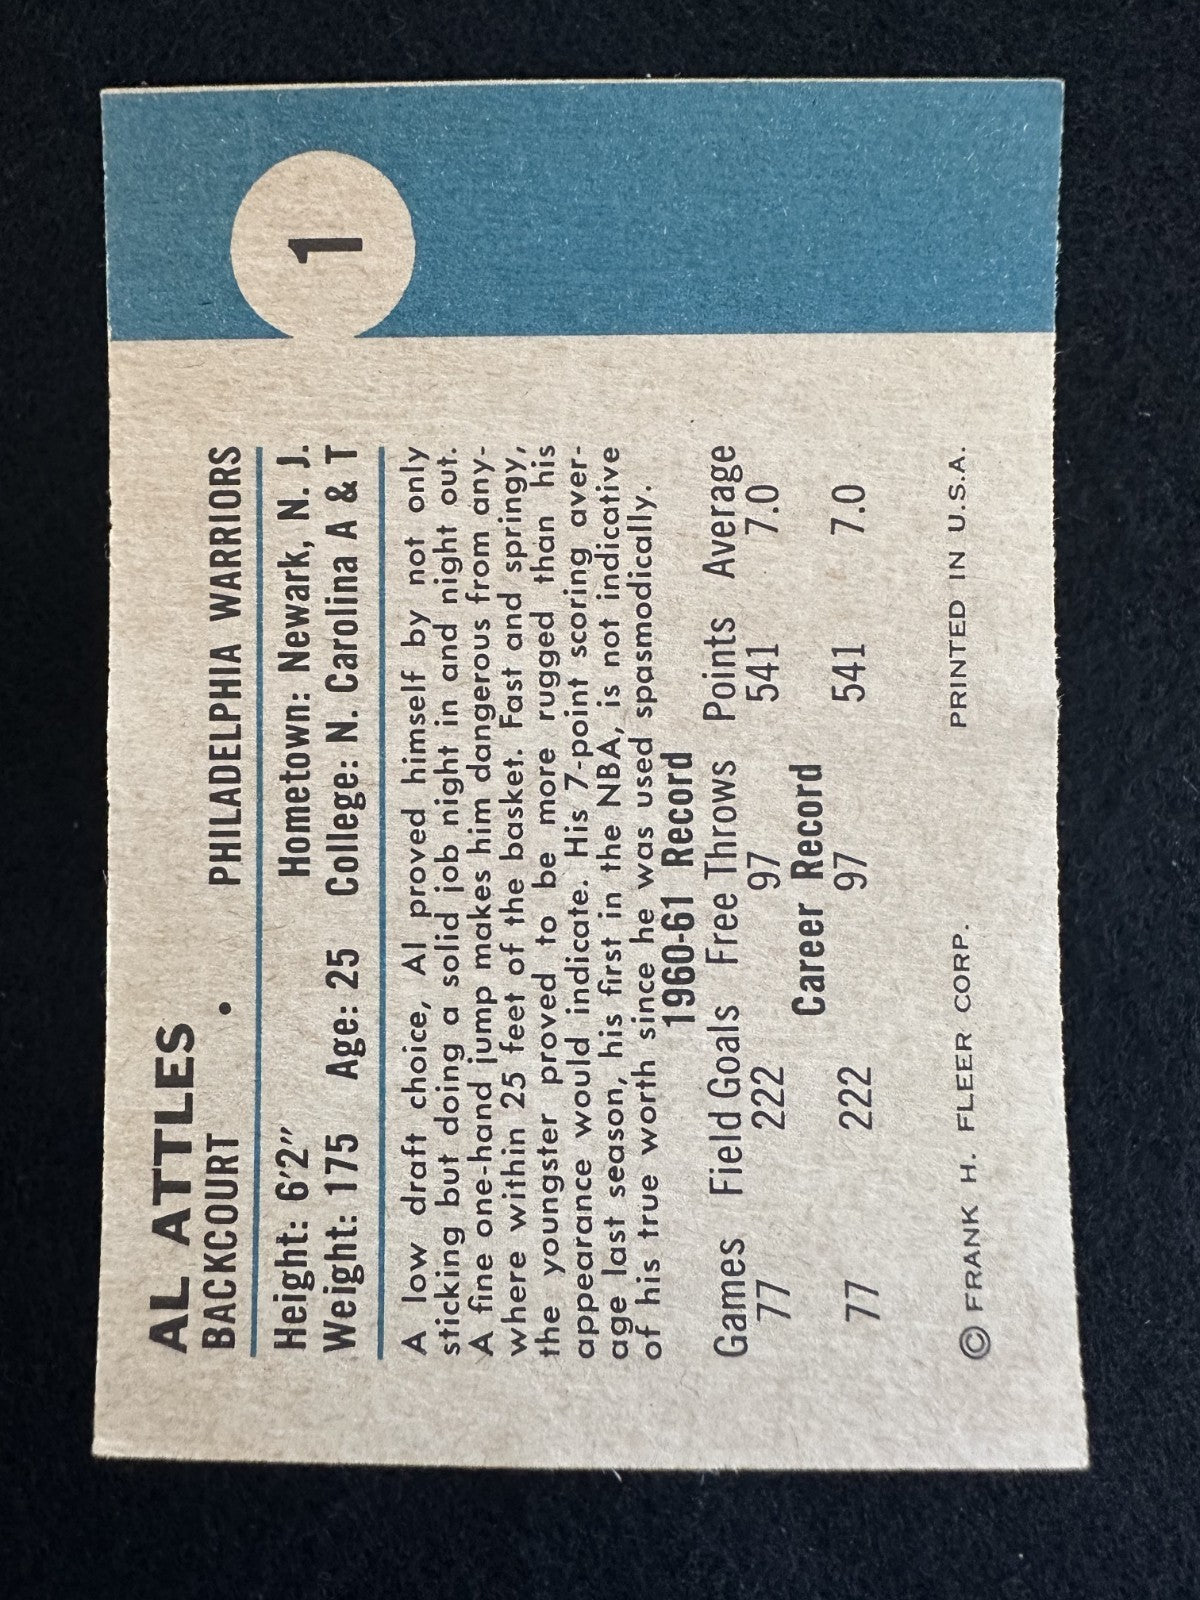 1
AL ATTLES
BACKCOURT • PHILADELPHIA WARRIORS
Height: 6'2" Hometown: Newark, N. J.
Weight: 175 Age: 25 College: N. Carolina A & T
A low draft choice, Al proved himself by not only
sticking but doing a solid job night in and night out.
A fine one-hand jump makes him dangerous from any-
where within 25 feet of the basket. Fast and springy,
the youngster proved to be more rugged than his
appearance would indicate. His 7-point scoring aver-
age last season, his first in the NBA, is not indicative
of his true worth since he was used spasmodically.
1960-61 Record
Games Field Goals Free Throws Points Average
77 222 97 541 7.0
Career Record
77 222 97 541 7.0
© FRANK H. FLEER CORP. PRINTED IN U.S.A.